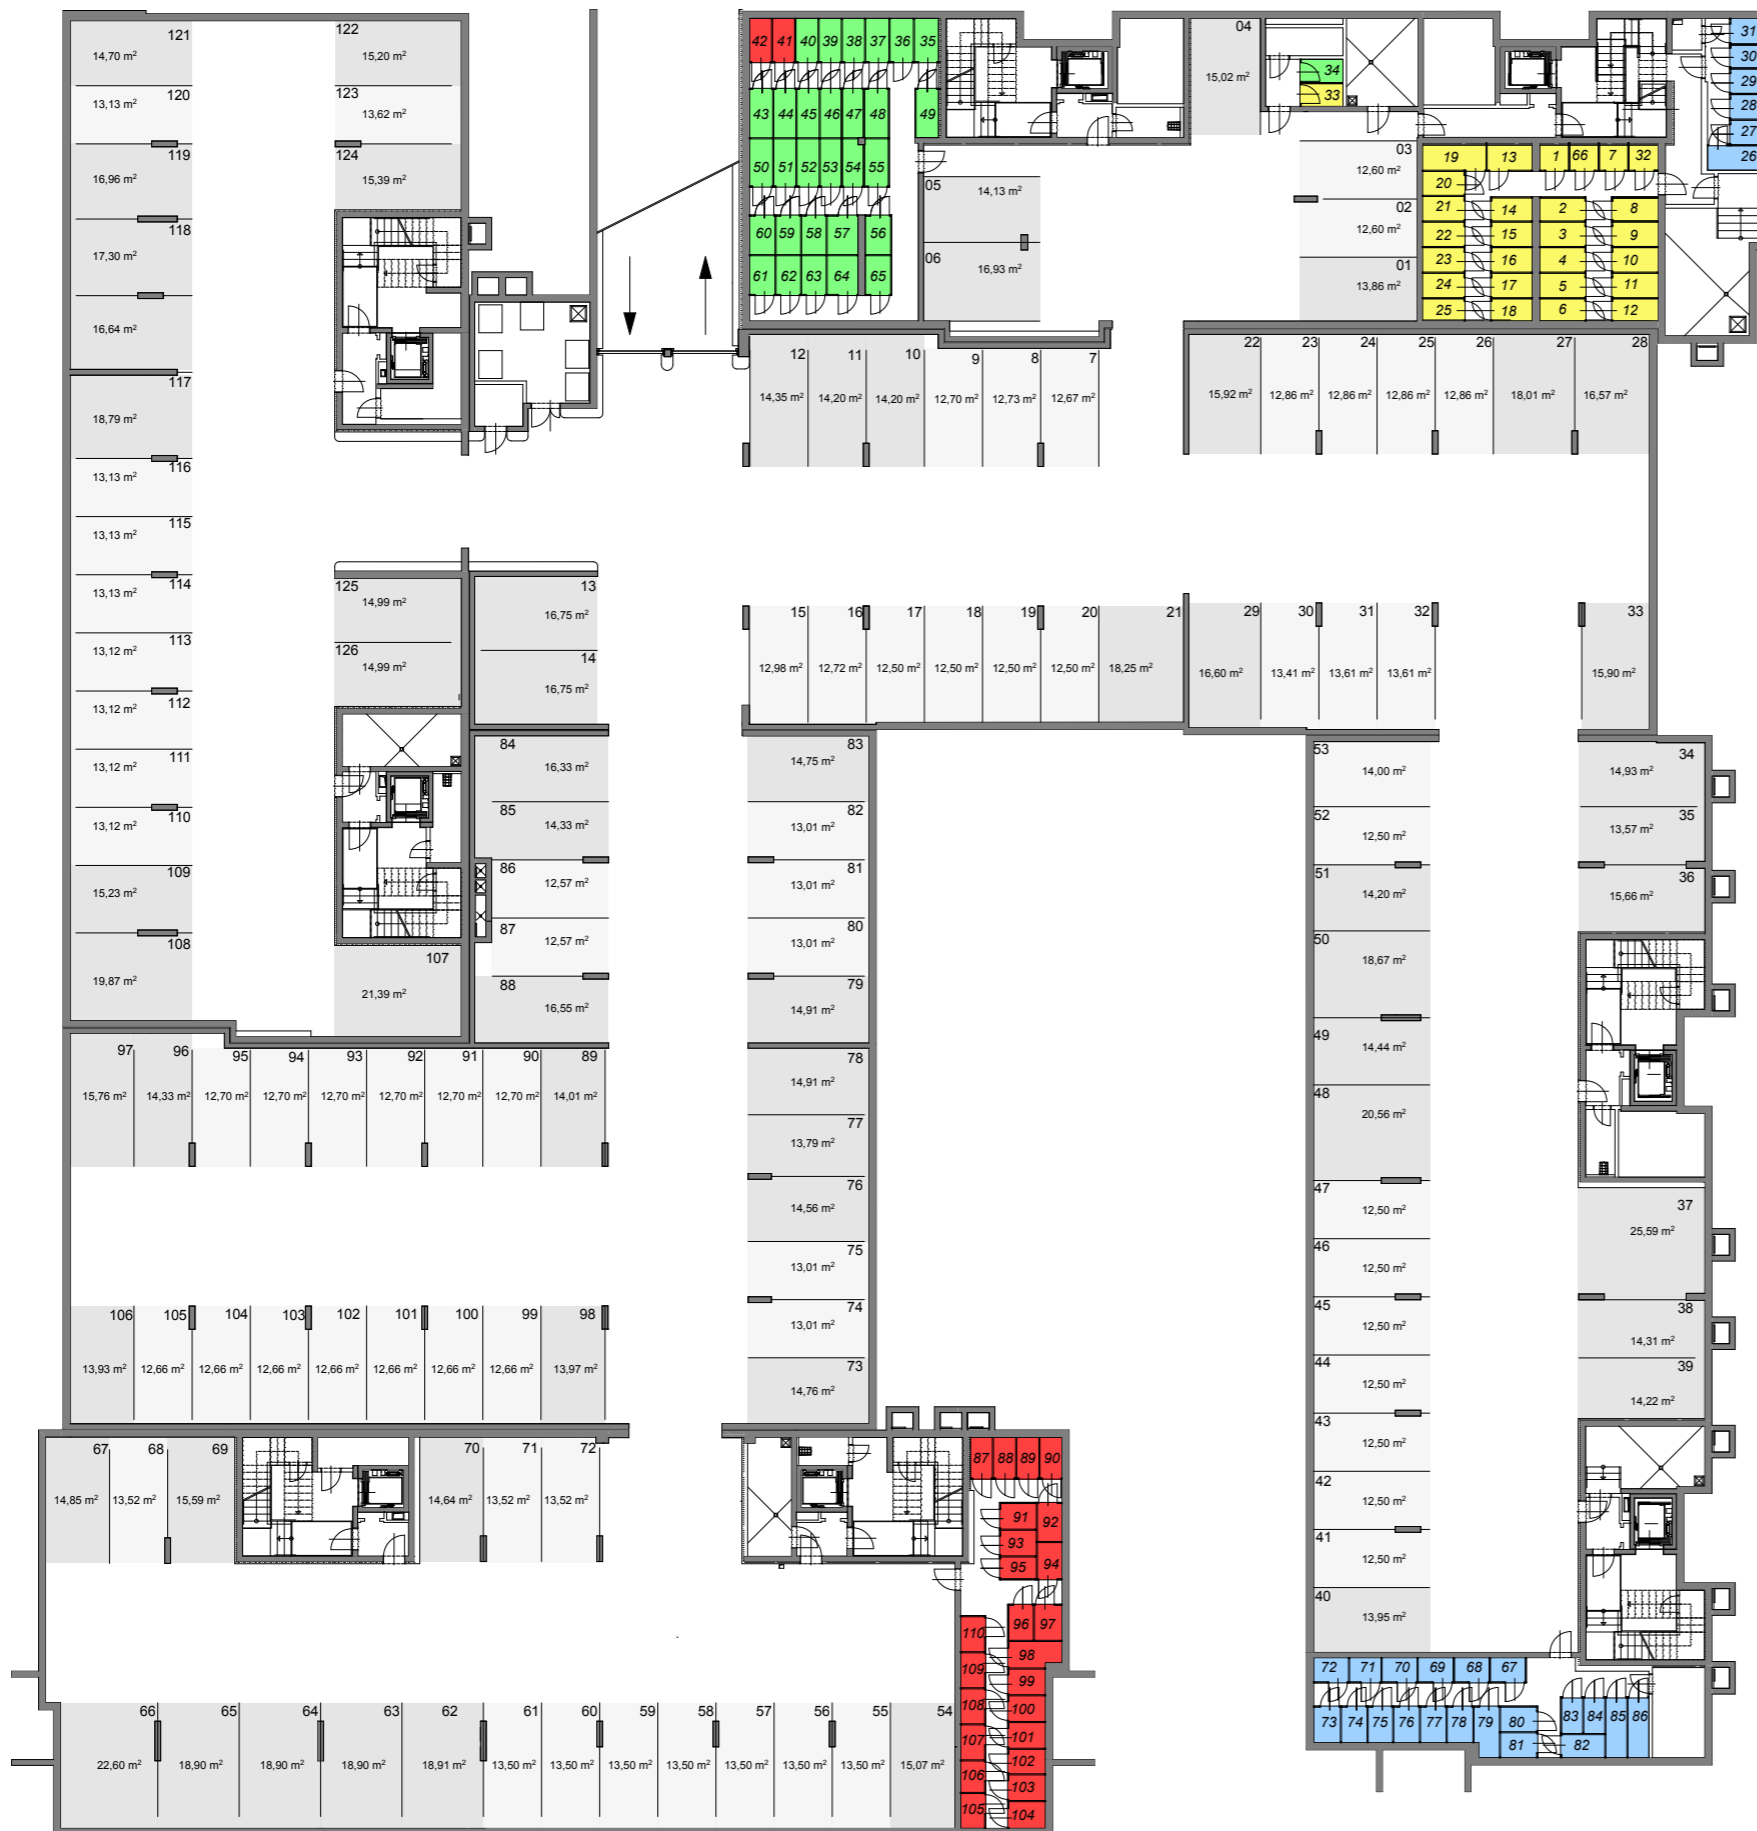 121
14,70 m²
122
15,20 m²
13,13 m²
120
123
13,62 m²
119
16,96 m²
124
15,39 m²
118
17,30 m²
16,64 m²
117
18,79 m²
116
13,13 m²
115
13,13 m²
114
13,13 m²
113
13,12 m²
112
13,12 m²
111
13,12 m²
110
13,12 m²
109
15,23 m²
108
19,87 m²
125
14,99 m²
126
14,99 m²
107
21,39 m²
13
16,75 m²
14
16,75 m²
42 41 40 39 38 37 36 35
43 44 45 46 47 48 49
50 51 52 53 54 55
60 59 58 57 56
61 62 63 64 65
04
15,02 m²
34
33
05
14,13 m²
06
16,93 m²
03
12,60 m²
02
12,60 m²
01
13,86 m²
19 13 1 66 7 32
20
21 14 2 8
22 15 3 9
23 16 4 10
24 17 5 11
25 18 6 12
31
30
29
28
27
26
12 11 10 9 8 7
14,35 m² 14,20 m² 14,20 m² 12,70 m² 12,73 m² 12,67 m²
22 23 24 25 26 27 28
15,92 m² 12,86 m² 12,86 m² 12,86 m² 12,86 m² 18,01 m² 16,57 m²
15 16 17 18 19 20 21
12,98 m² 12,72 m² 12,50 m² 12,50 m² 12,50 m² 12,50 m² 18,25 m²
29 30 31 32 33
16,60 m² 13,41 m² 13,61 m² 13,61 m² 15,90 m²
84
16,33 m²
85
14,33 m²
86
12,57 m²
87
12,57 m²
88
16,55 m²
83
14,75 m²
82
13,01 m²
81
13,01 m²
80
13,01 m²
79
14,91 m²
78
14,91 m²
77
13,79 m²
76
14,56 m²
75
13,01 m²
74
13,01 m²
73
14,76 m²
53
14,00 m²
52
12,50 m²
51
14,20 m²
50
18,67 m²
49
14,44 m²
48
20,56 m²
47
12,50 m²
46
12,50 m²
45
12,50 m²
44
12,50 m²
43
12,50 m²
42
12,50 m²
41
12,50 m²
40
13,95 m²
34
14,93 m²
35
13,57 m²
36
15,66 m²
37
25,59 m²
38
14,31 m²
39
14,22 m²
97 96 95 94 93 92 91 90 89
15,76 m² 14,33 m² 12,70 m² 12,70 m² 12,70 m² 12,70 m² 12,70 m² 12,70 m² 14,01 m²
106 105 104 103 102 101 100 99 98
13,93 m² 12,66 m² 12,66 m² 12,66 m² 12,66 m² 12,66 m² 12,66 m² 12,66 m² 13,97 m²
67 68 69 70 71 72
14,85 m² 13,52 m² 15,59 m² 14,64 m² 13,52 m² 13,52 m²
87 88 89 90
91 92
93
95 94
96 97
110
98
109 99
108 100
107 101
102
106 103
105 104
72 71 70 69 68 67
73 74 75 76 77 78 79 80 83 84 85 86
81 82
66 65 64 63 62 61 60 59 58 57 56 55 54
22,60 m² 18,90 m² 18,90 m² 18,90 m² 18,91 m² 13,50 m² 13,50 m² 13,50 m² 13,50 m² 13,50 m² 13,50 m² 13,50 m² 15,07 m²